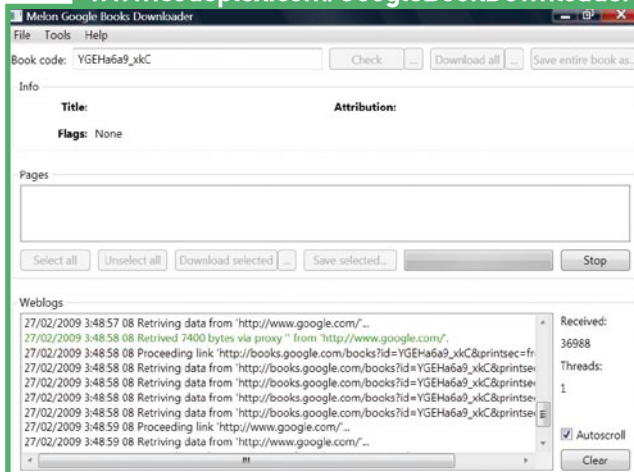 www.codeplex.com/GoogleBookDownloader
Melon Google Books Downloader
File Tools Help
Book code: YGEHa6a9_xkC Check ... Download all ... Save entire book as..
Info
Title: Attribution:
Flags: None
Pages
Select all Unselect all Download selected ... Save selected... Stop
Weblogs
27/02/2009 3:48:57 08 Retriving data from 'http://www.google.com/'...
27/02/2009 3:48:58 08 Retrived 7400 bytes via proxy '' from 'http://www.google.com/'.
27/02/2009 3:48:58 08 Proceeding link 'http://books.google.com/books?id=YGEHa6a9_xkC&printsec=fr
27/02/2009 3:48:58 08 Retriving data from 'http://books.google.com/books?id=YGEHa6a9_xkC&printsec
27/02/2009 3:48:58 08 Retriving data from 'http://books.google.com/books?id=YGEHa6a9_xkC&printsec
27/02/2009 3:48:58 08 Retriving data from 'http://books.google.com/books?id=YGEHa6a9_xkC&printsec
27/02/2009 3:48:58 08 Retriving data from 'http://books.google.com/books?id=YGEHa6a9_xkC&printsec
27/02/2009 3:48:59 08 Proceeding link 'http://www.google.com/'...
27/02/2009 3:48:59 08 Retriving data from 'http://www.google.com/'...
Received:
36988
Threads:
1
Autoscroll
Clear